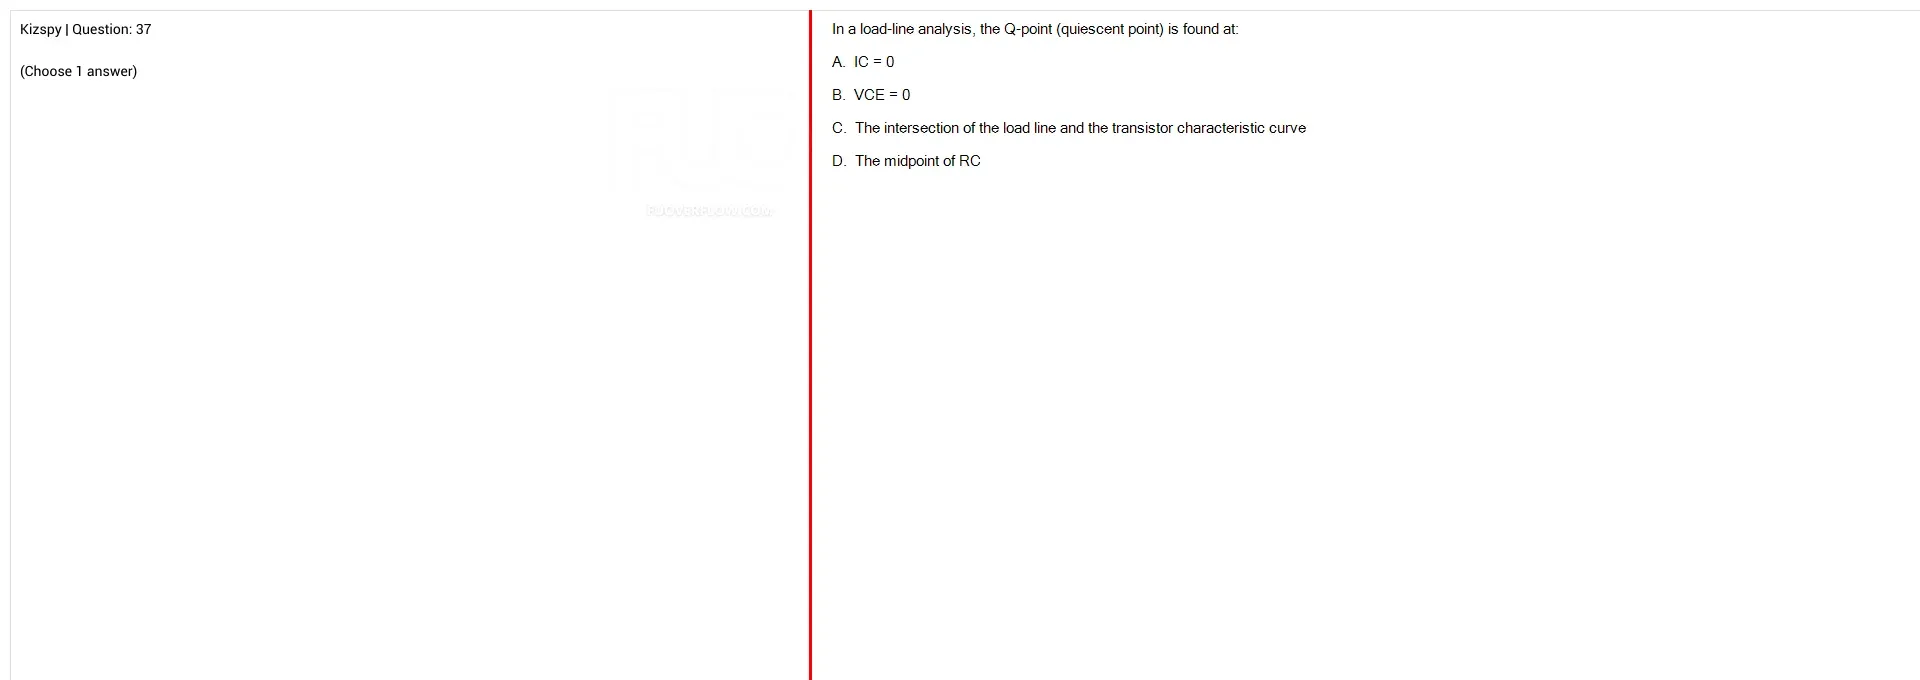 Kizspy | Question: 37
(Choose 1 answer)
In a load-line analysis, the Q-point (quiescent point) is found at:
A. IC = 0
B. VCE = 0
C. The intersection of the load line and the transistor characteristic curve
D. The midpoint of RC